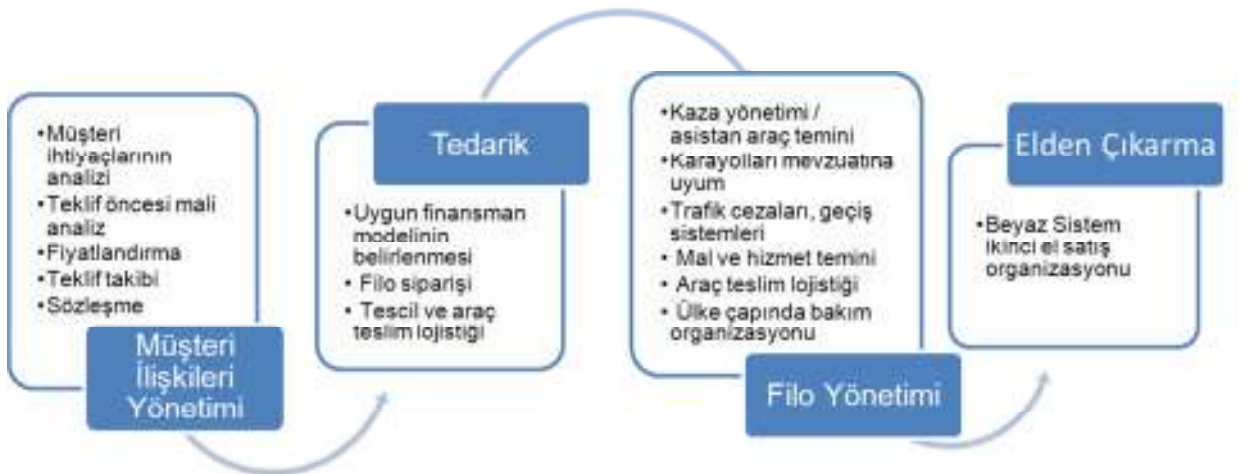 •Müşteri
ihtiyaçlarının
analizi
•Teklif öncesi mali
analiz
•Fiyatlandırma
•Teklif takibi
•Sözleşme
Müşteri
İlişkileri
Yönetimi
Tedarik
•Uygun finansman
modelinin
belirlenmesi
• Filo siparişi
• Tescil ve araç
teslim lojistiği
•Kaza yönetimi /
asistan araç temini
•Karayolları mevzuatına
uyum
•Trafik cezaları, geçiş
sistemleri
•Mal ve hizmet temini
• Araç teslim lojistiği
• Ülke çapında bakım
organizasyonu
Filo Yönetimi
Elden Çıkarma
•Beyaz Sistem
ikinci el satış
organizasyonu